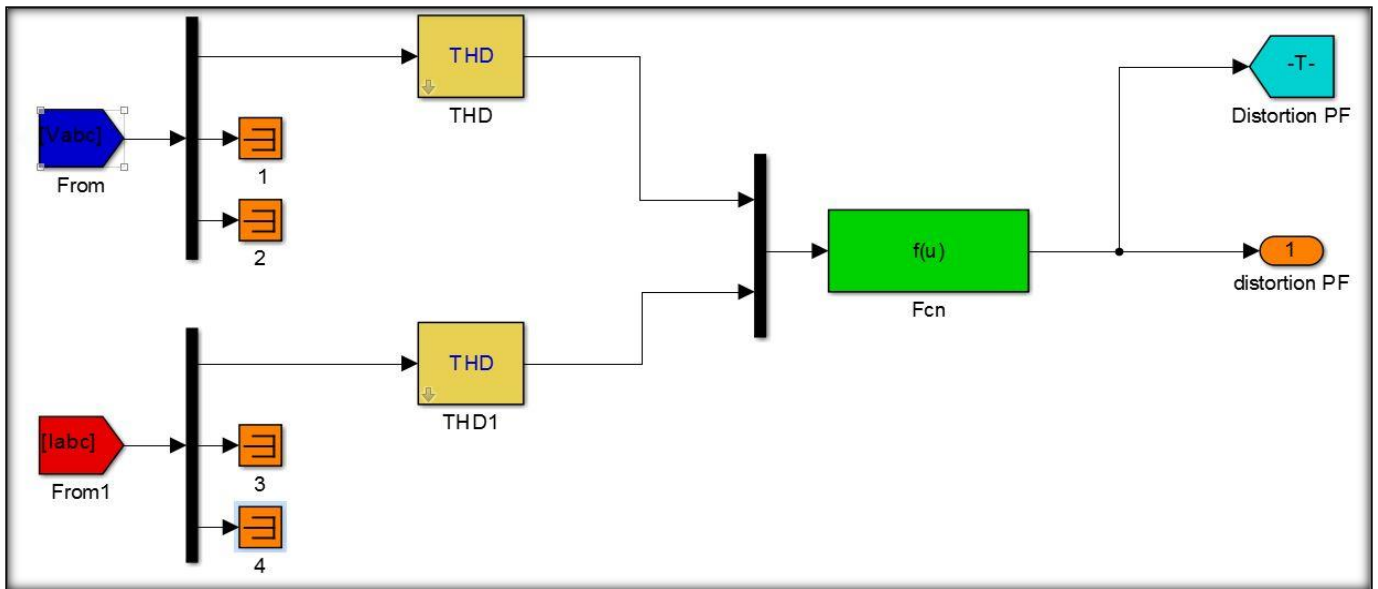 THD
THD
[Vabc]
From
1
2
-T-
Distortion PF
f(u)
Fcn
1
distortion PF
THD
THD1
[Iabc]
From1
3
4